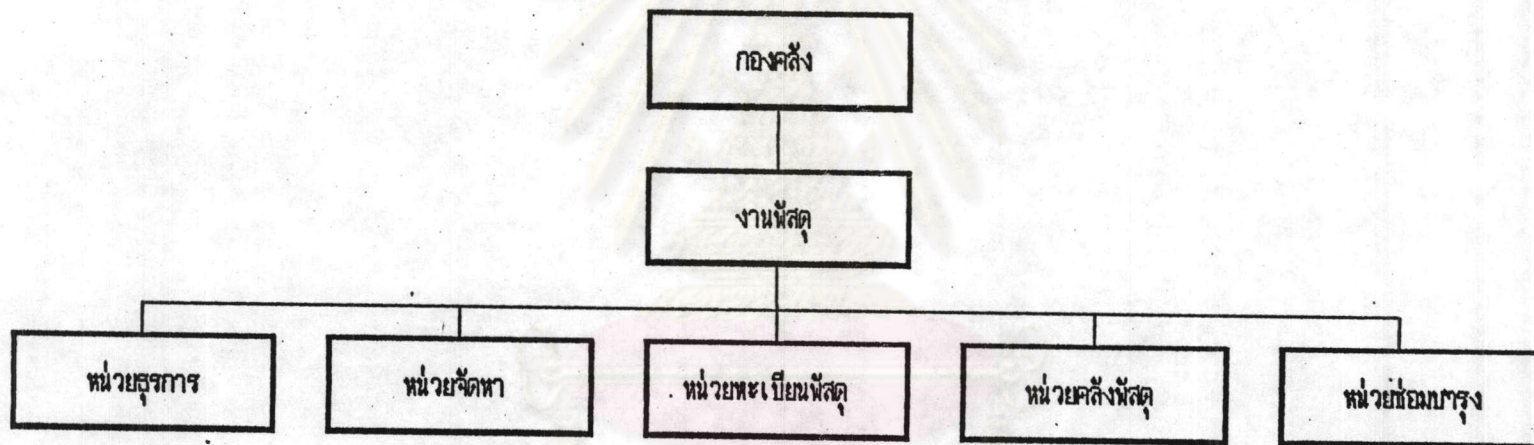 กองคลัง
งานพัสดุ
หน่วยธุรการ
หน่วยจัดหา
หน่วยทะเบียนพัสดุ
หน่วยคลังพัสดุ
หน่วยซ่อมบำรุง